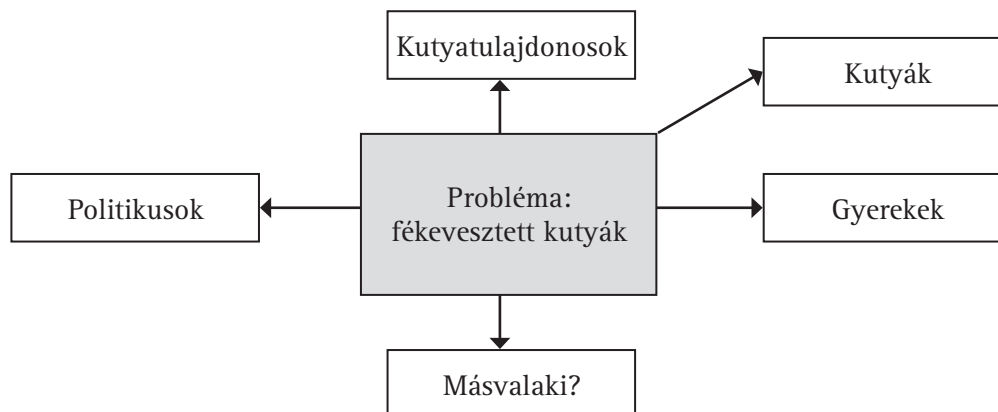 Kutyatulajdonosok
Kutyák
Politikusok
Probléma:
fékevesztett kutyák
Gyerekek
Másvalaki?